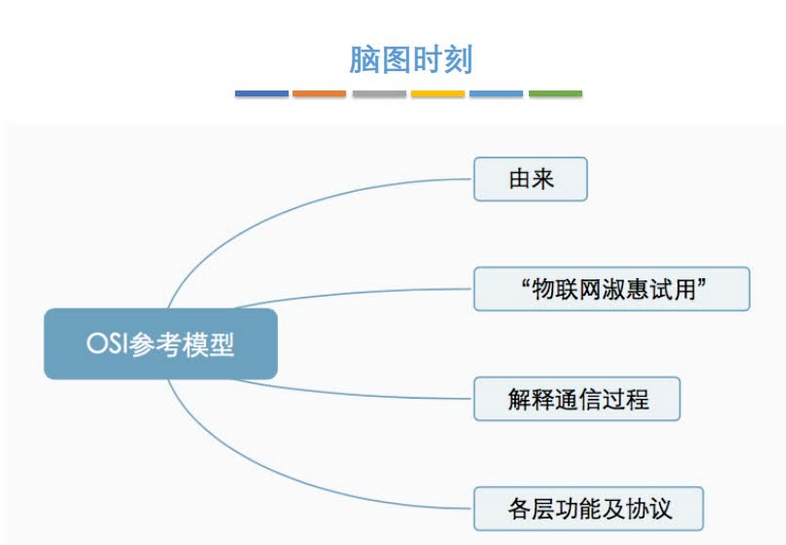 脑图时刻
由来
“物联网淑惠试用”
OSI参考模型
解释通信过程
各层功能及协议